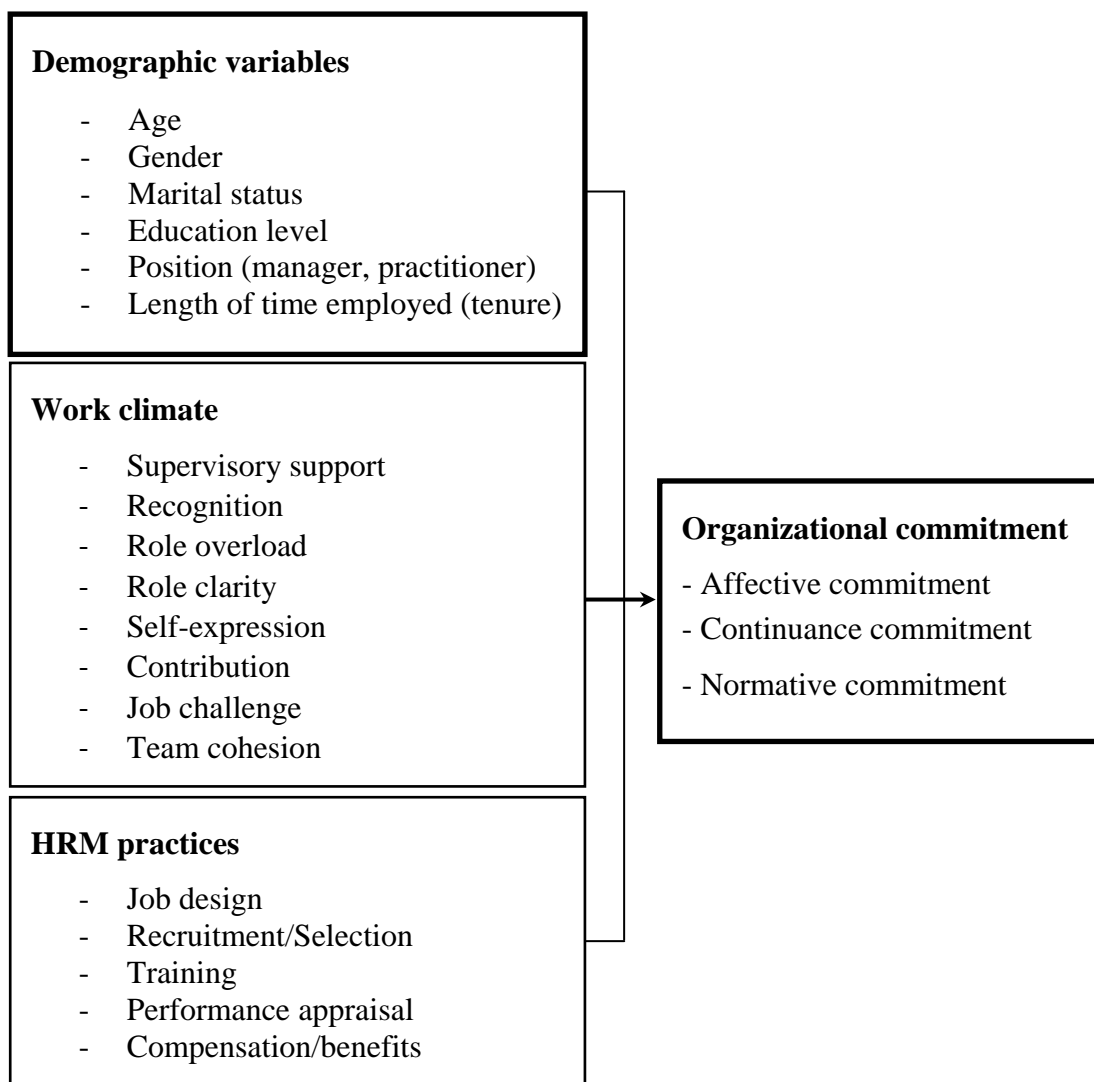 Demographic variables
- Age
- Gender
- Marital status
- Education level
- Position (manager, practitioner)
- Length of time employed (tenure)
Work climate
- Supervisory support
- Recognition
- Role overload
- Role clarity
- Self-expression
- Contribution
- Job challenge
- Team cohesion
HRM practices
- Job design
- Recruitment/Selection
- Training
- Performance appraisal
- Compensation/benefits
Organizational commitment
- Affective commitment
- Continuance commitment
- Normative commitment